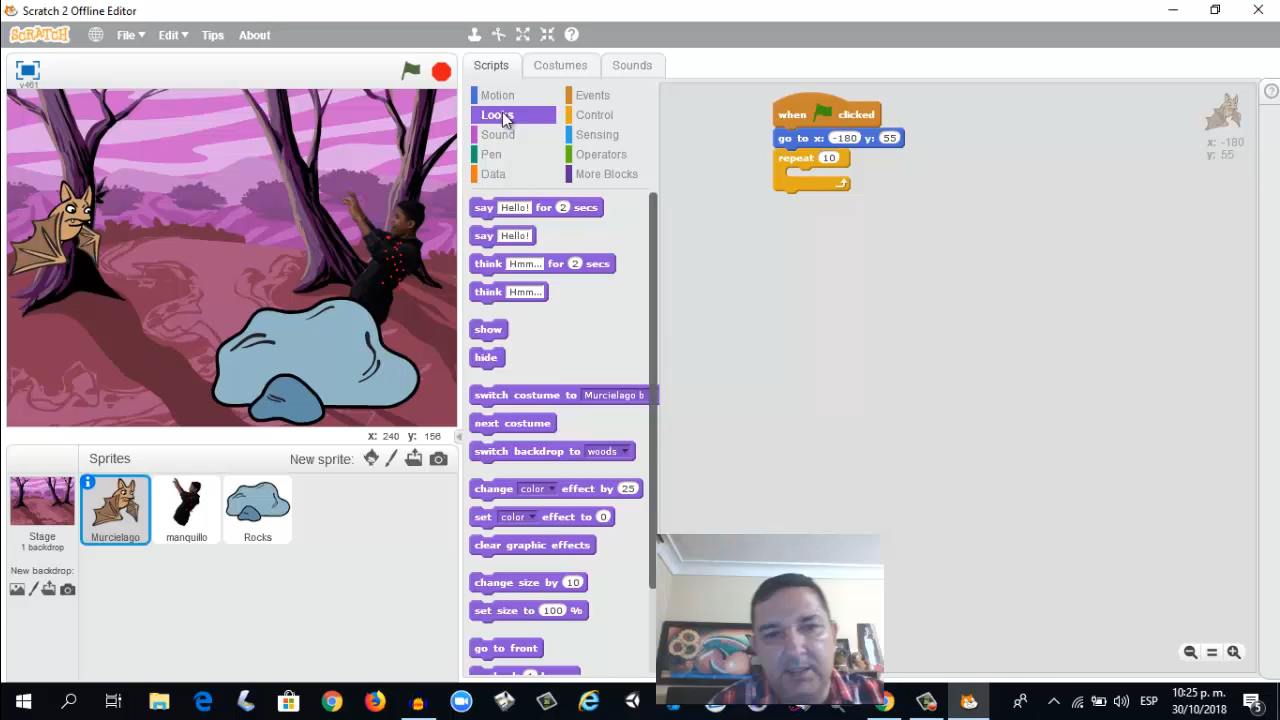 Scratch 2 Offline Editor
SCRATCH File Edit Tips About
v461
Scripts Costumes Sounds
Motion Events
Looks Control
Sound Sensing
Pen Operators
Data More Blocks
say Hello! for 2 secs
say Hello!
think Hmm... for 2 secs
think Hmm...
show
hide
switch costume to Murcielago b
next costume
switch backdrop to woods
change color effect by 25
set color effect to 0
clear graphic effects
change size by 10
set size to 100 %
go to front
when clicked
go to x: -180 y: 55
repeat 10
x: -180
y: 55
x: 240 y: 156
Sprites New sprite:
Stage
1 backdrop
New backdrop:
Murcielago
manquillo
Rocks
ESP
10:25 p. m.
30/10/2018
5